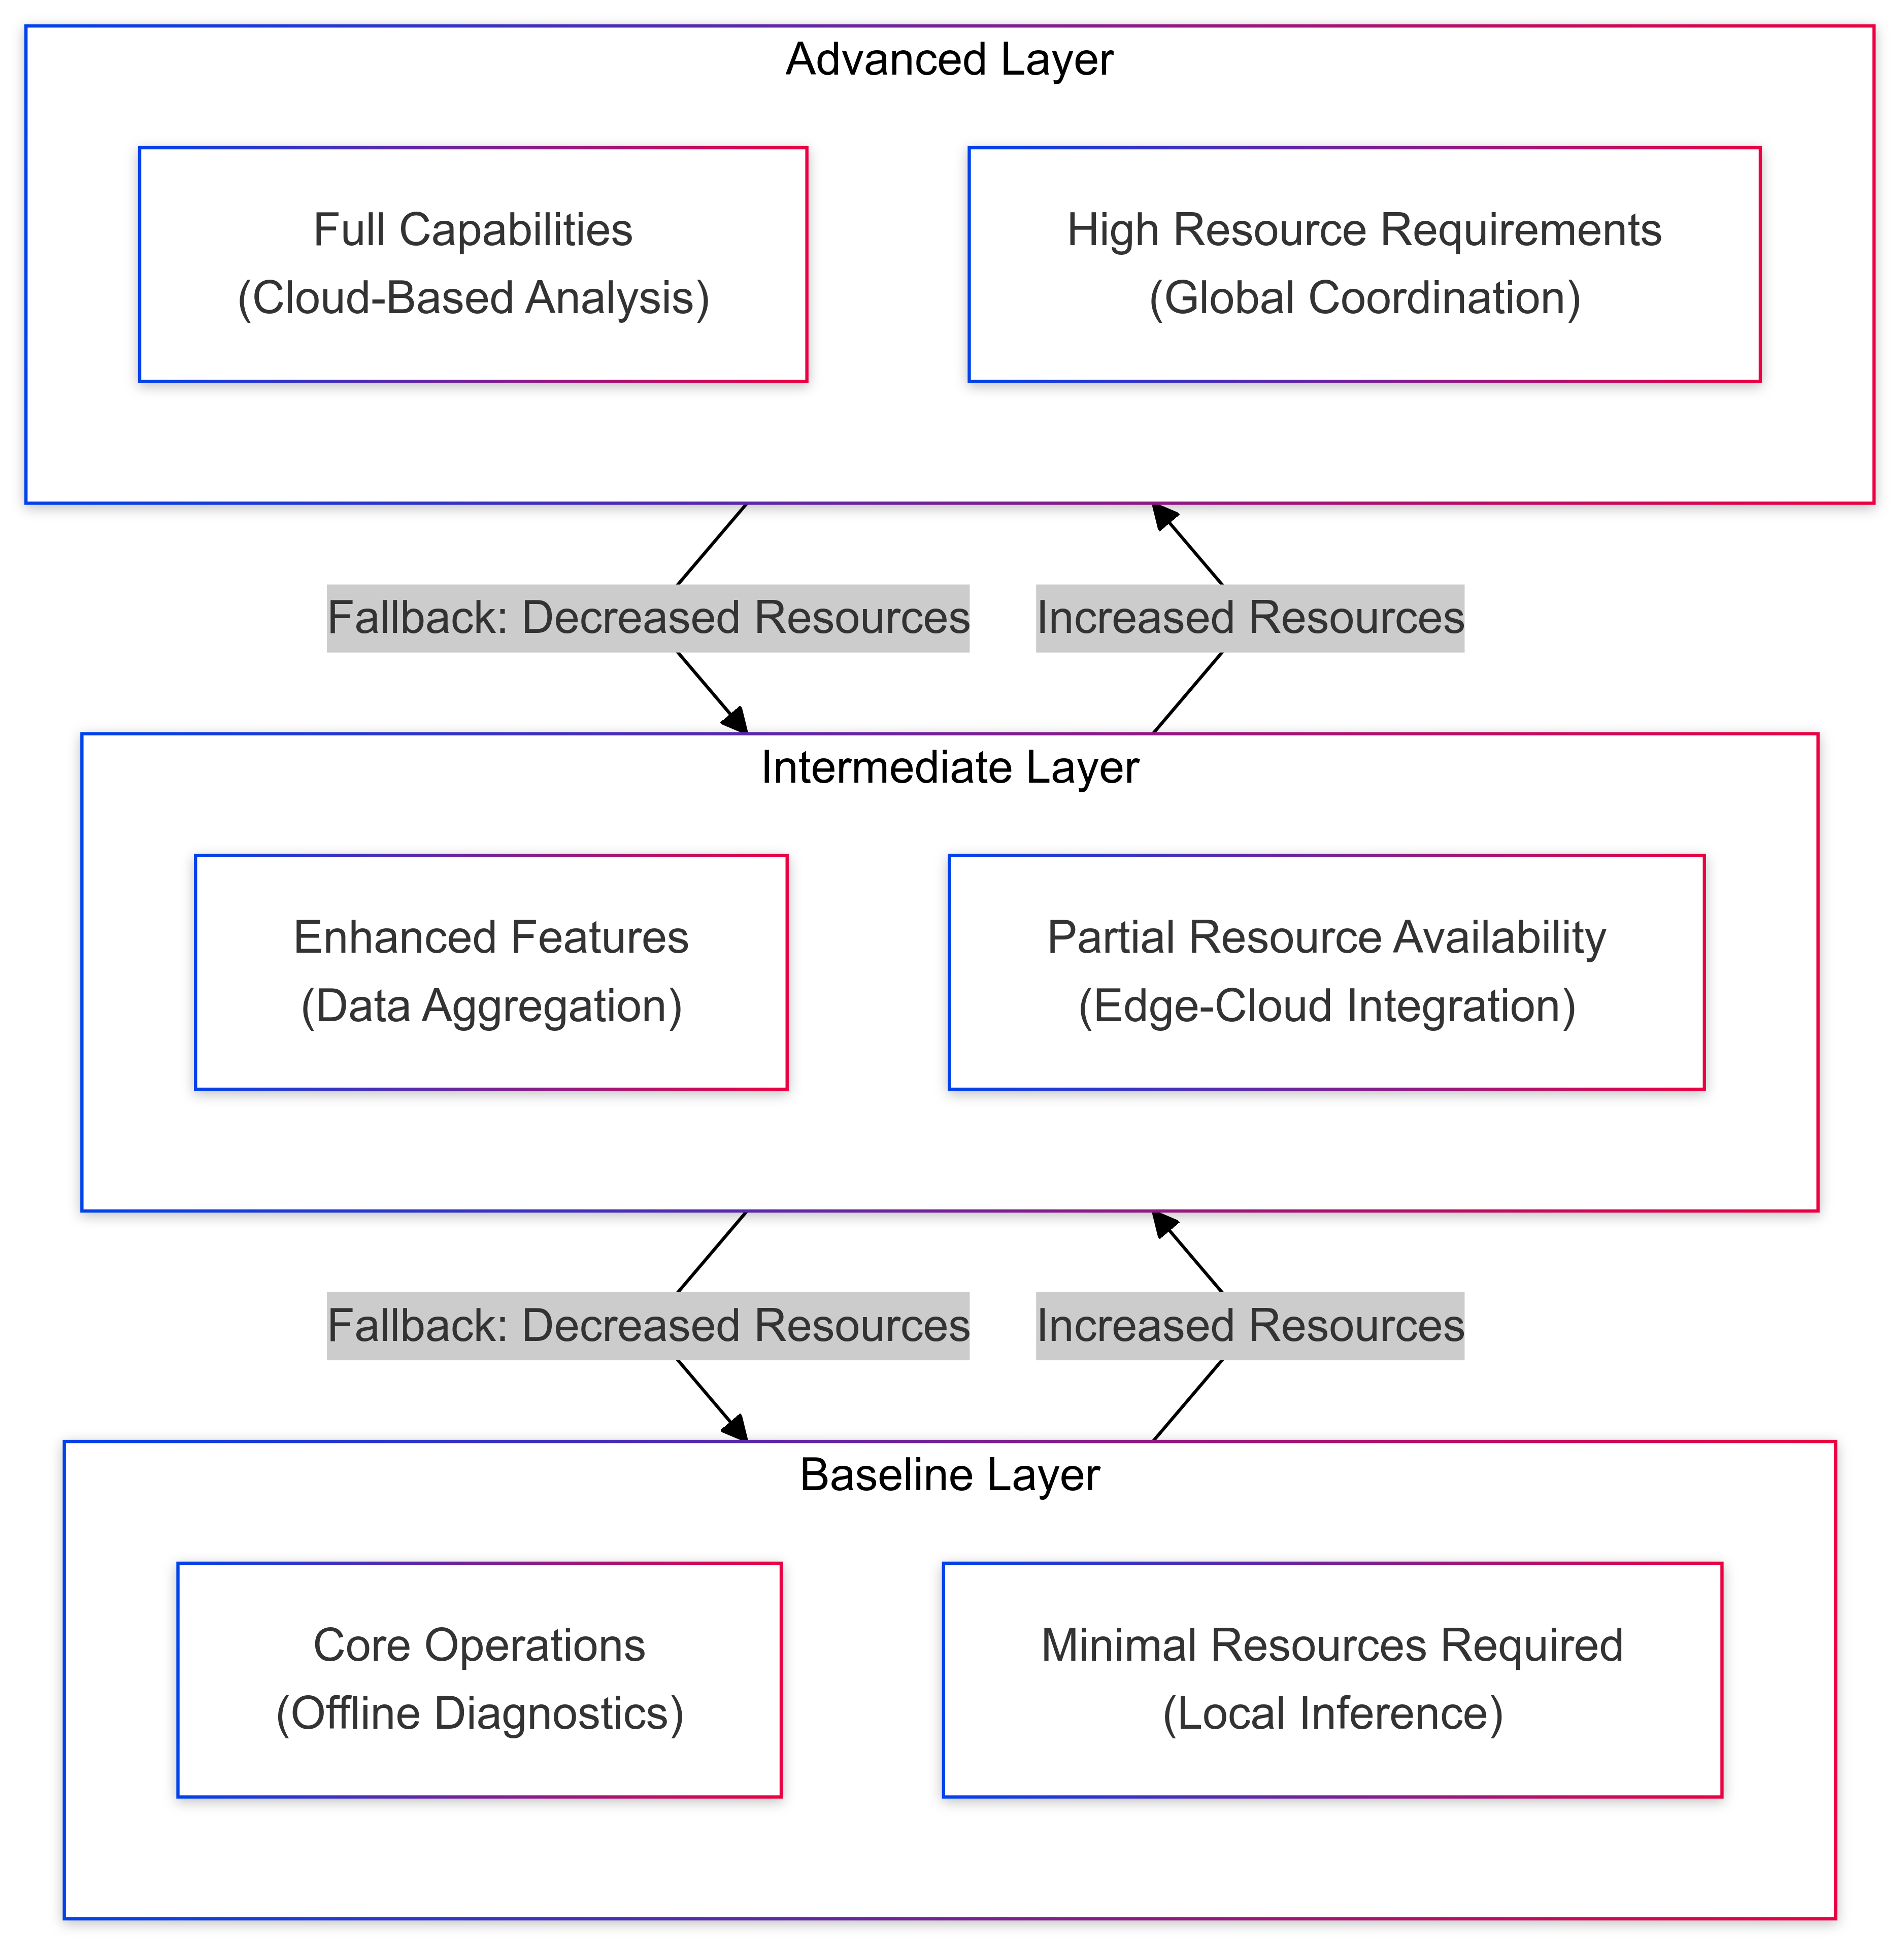 Advanced Layer
Full Capabilities
(Cloud-Based Analysis)
High Resource Requirements
(Global Coordination)
Fallback: Decreased Resources
Increased Resources
Intermediate Layer
Enhanced Features
(Data Aggregation)
Partial Resource Availability
(Edge-Cloud Integration)
Fallback: Decreased Resources
Increased Resources
Baseline Layer
Core Operations
(Offline Diagnostics)
Minimal Resources Required
(Local Inference)